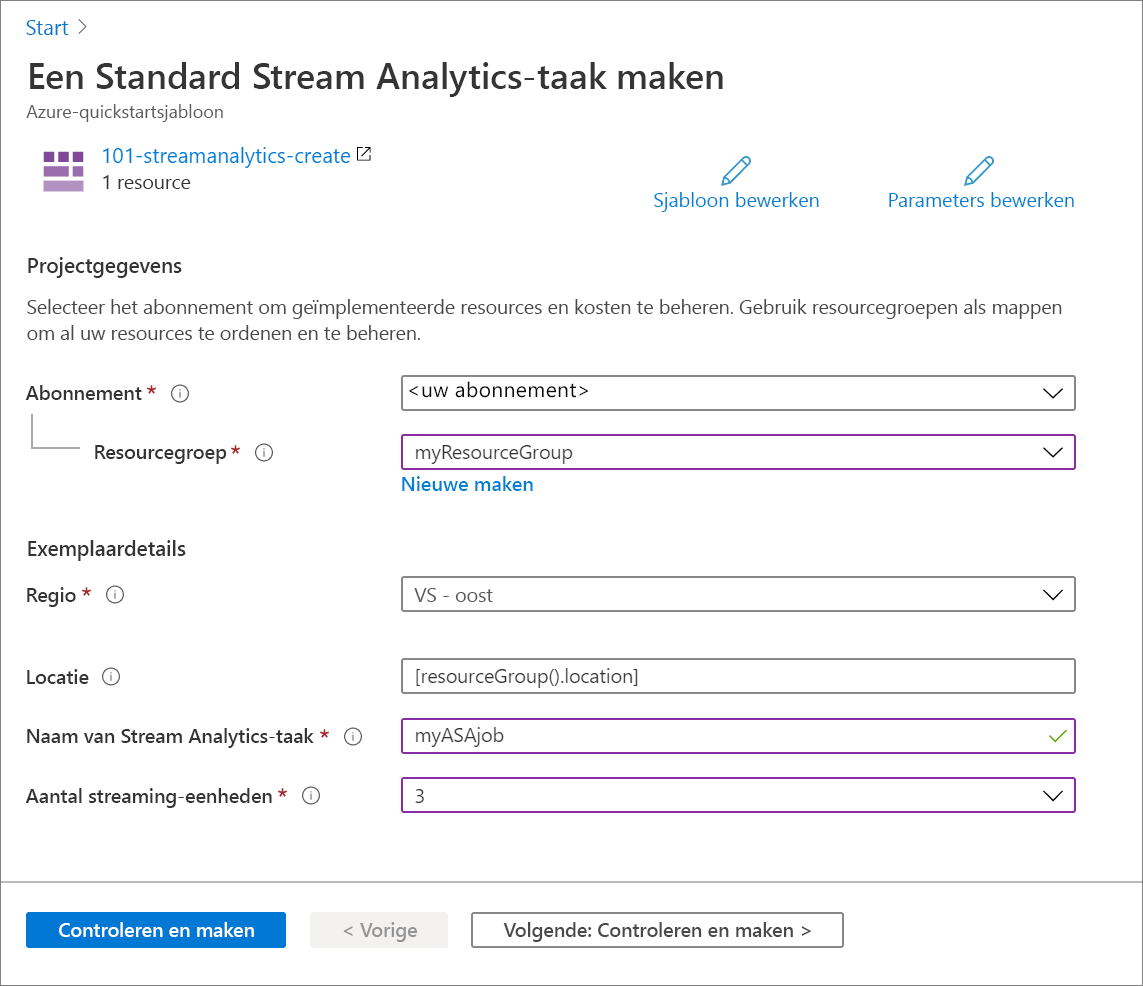 Start >
Een Standard Stream Analytics-taak maken
Azure-quickstartsjabloon
101-streamanalytics-create
1 resource
Sjabloon bewerken
Parameters bewerken
Projectgegevens
Selecteer het abonnement om geïmplementeerde resources en kosten te beheren. Gebruik resourcegroepen als mappen
om al uw resources te ordenen en te beheren.
Abonnement *
<uw abonnement>
Resourcegroep *
myResourceGroup
Nieuwe maken
Exemplaardetails
Regio *
VS - oost
Locatie
[resourceGroup().location]
Naam van Stream Analytics-taak *
myASAjob
Aantal streaming-eenheden *
3
Controleren en maken
< Vorige
Volgende: Controleren en maken >